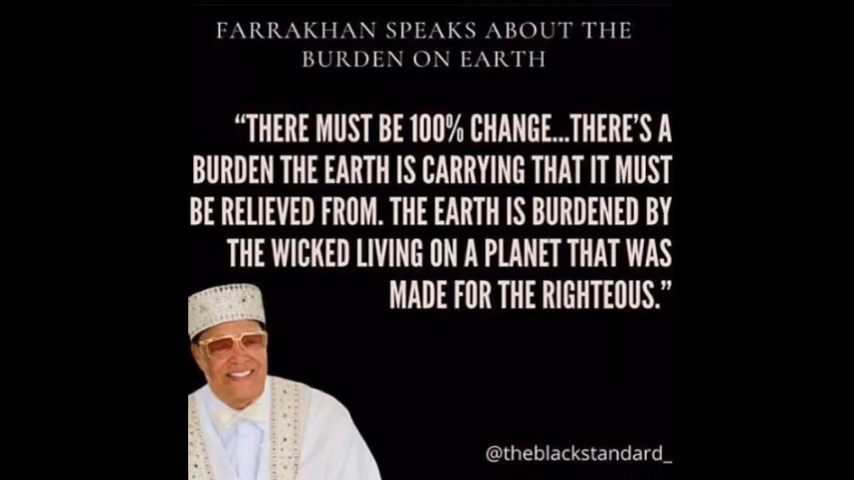 FARRAKHAN SPEAKS ABOUT THE
BURDEN ON EARTH
“THERE MUST BE 100% CHANGE...THERE’S A
BURDEN THE EARTH IS CARRYING THAT IT MUST
BE RELIEVED FROM. THE EARTH IS BURDENED BY
THE WICKED LIVING ON A PLANET THAT WAS
MADE FOR THE RIGHTEOUS.”
@theblackstandard_